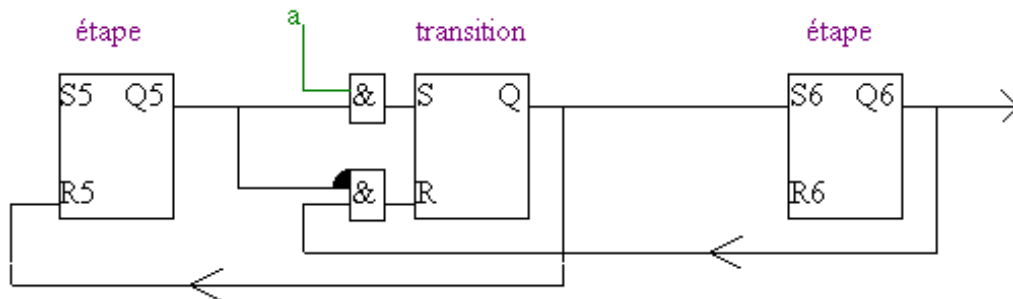 a
étape transition étape
S5 Q5 & S Q S6 Q6
R5 & R R6